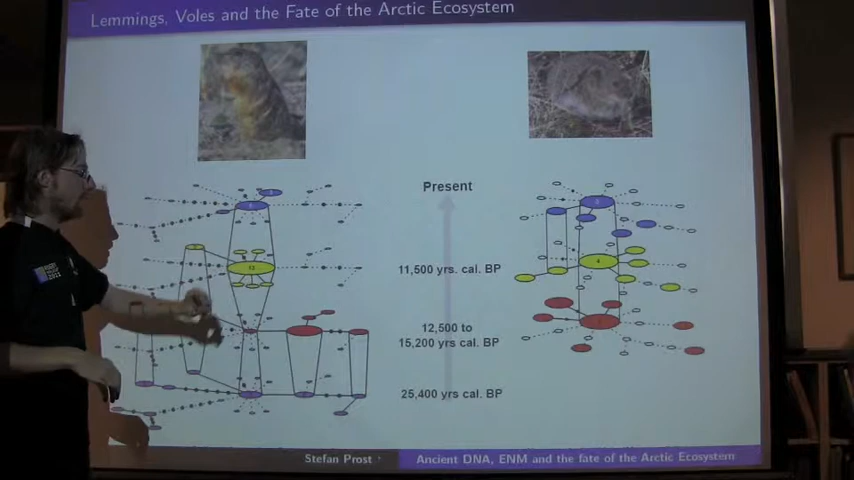 Lemmings, Voles and the Fate of the Arctic Ecosystem
Present
11,500 yrs. cal. BP
12,500 to
15,200 yrs cal. BP
25,400 yrs cal. BP
Stefan Prost
Ancient DNA, ENM and the fate of the Arctic Ecosystem